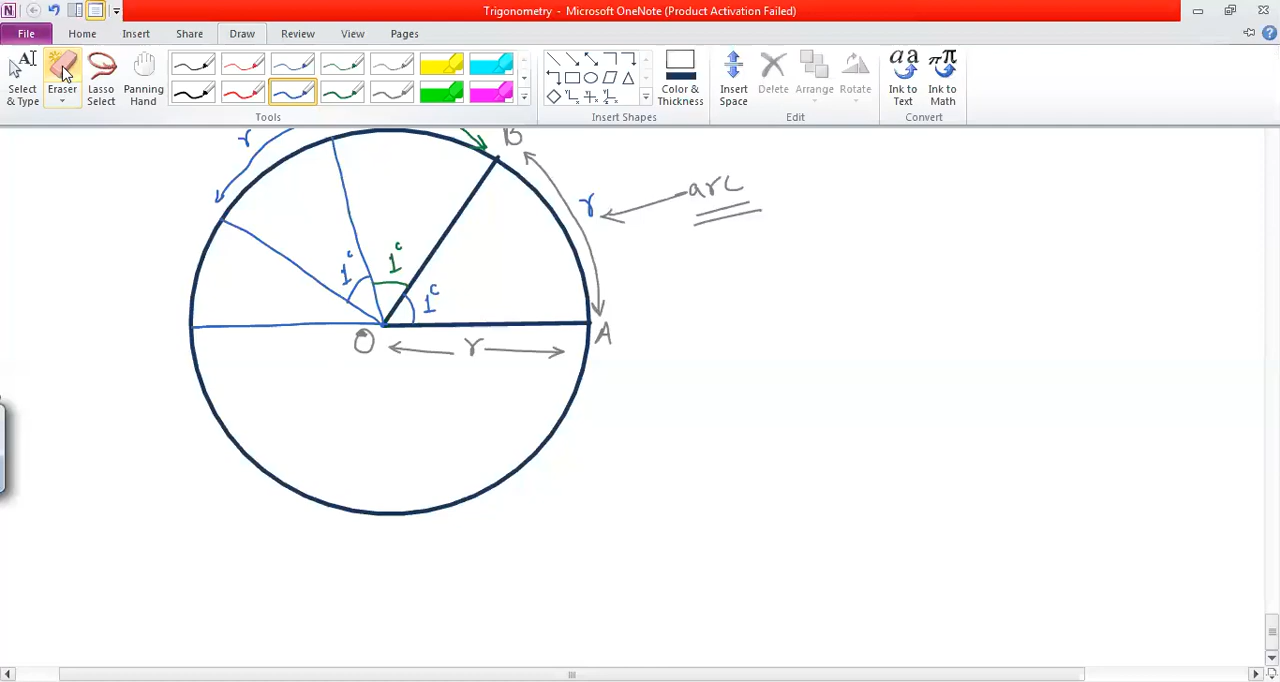 Trigonometry - Microsoft OneNote (Product Activation Failed)
File Home Insert Share Draw Review View Pages
Select & Type
Eraser
Lasso Select
Panning Hand
Color & Thickness
Insert Space
Delete
Arrange
Rotate
Ink to Text
Ink to Math
Tools
Insert Shapes
Edit
Convert
r
B
r
arc
1ᶜ
1ᶜ
1ᶜ
O
r
A